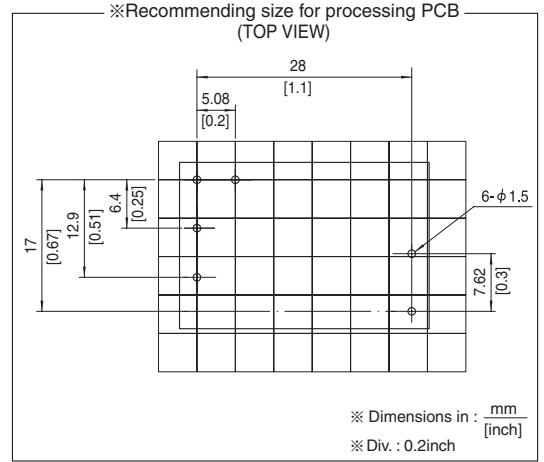 ※Recommending size for processing PCB
(TOP VIEW)
28
[1.1]
5.08
[0.2]
6.4
[0.25]
12.9
[0.51]
17
[0.67]
6-φ1.5
7.62
[0.3]
※ Dimensions in : mm
[inch]
※Div. : 0.2inch